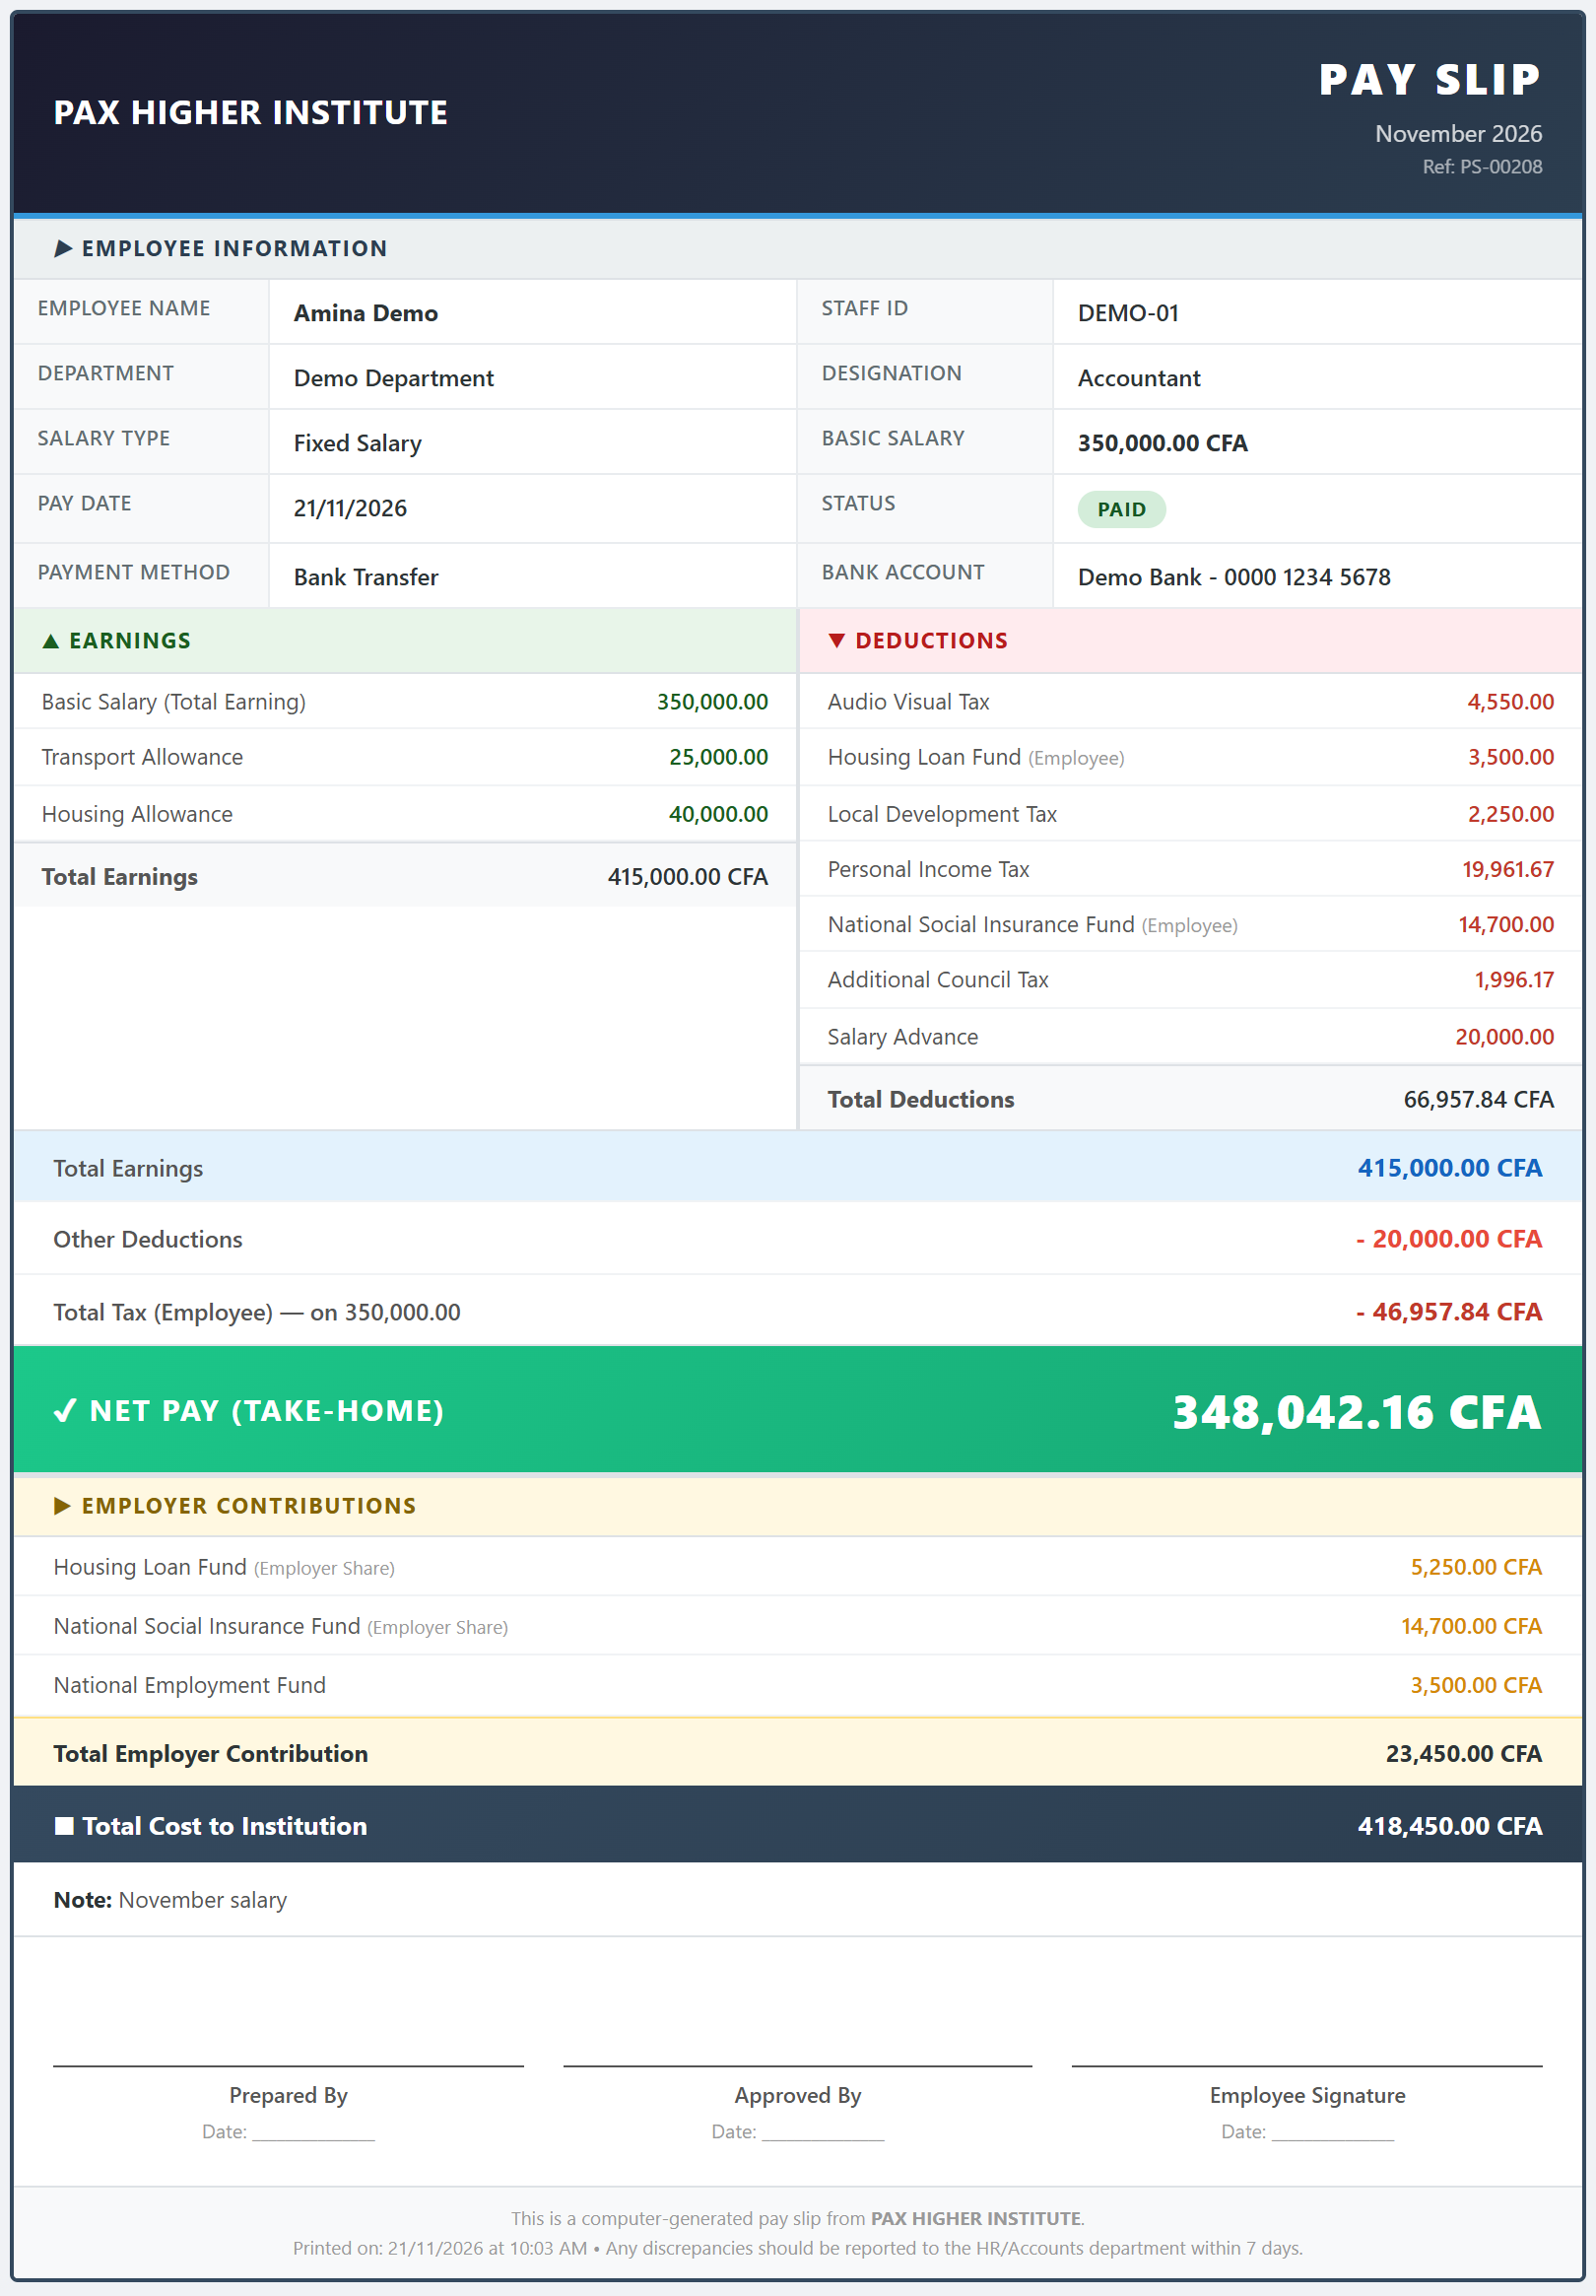 PAX HIGHER INSTITUTE
PAY SLIP
November 2026
Ref: PS-00208
▶ EMPLOYEE INFORMATION
EMPLOYEE NAME Amina Demo STAFF ID DEMO-01
DEPARTMENT Demo Department DESIGNATION Accountant
SALARY TYPE Fixed Salary BASIC SALARY 350,000.00 CFA
PAY DATE 21/11/2026 STATUS PAID
PAYMENT METHOD Bank Transfer BANK ACCOUNT Demo Bank - 0000 1234 5678
▲ EARNINGS
Basic Salary (Total Earning) 350,000.00
Transport Allowance 25,000.00
Housing Allowance 40,000.00
Total Earnings 415,000.00 CFA
▼ DEDUCTIONS
Audio Visual Tax 4,550.00
Housing Loan Fund (Employee) 3,500.00
Local Development Tax 2,250.00
Personal Income Tax 19,961.67
National Social Insurance Fund (Employee) 14,700.00
Additional Council Tax 1,996.17
Salary Advance 20,000.00
Total Deductions 66,957.84 CFA
Total Earnings 415,000.00 CFA
Other Deductions - 20,000.00 CFA
Total Tax (Employee) — on 350,000.00 - 46,957.84 CFA
✔ NET PAY (TAKE-HOME) 348,042.16 CFA
▶ EMPLOYER CONTRIBUTIONS
Housing Loan Fund (Employer Share) 5,250.00 CFA
National Social Insurance Fund (Employer Share) 14,700.00 CFA
National Employment Fund 3,500.00 CFA
Total Employer Contribution 23,450.00 CFA
■ Total Cost to Institution 418,450.00 CFA
Note: November salary
Prepared By Approved By Employee Signature
Date: ______________ Date: ______________ Date: ______________
This is a computer-generated pay slip from PAX HIGHER INSTITUTE.
Printed on: 21/11/2026 at 10:03 AM • Any discrepancies should be reported to the HR/Accounts department within 7 days.